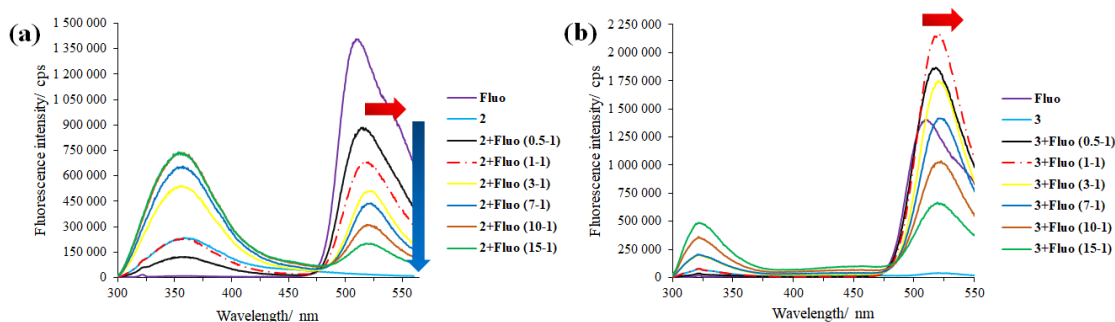 (a)
Fluorescence intensity/ cps
1 500 000
1 350 000
1 200 000
1 050 000
900 000
750 000
600 000
450 000
300 000
150 000
0
300 350 400 450 500 550
Wavelength/ nm
Fluo
2
2+Fluo (0.5-1)
2+Fluo (1-1)
2+Fluo (3-1)
2+Fluo (7-1)
2+Fluo (10-1)
2+Fluo (15-1)
(b)
Fluorescence intensity/ cps
2 250 000
2 000 000
1 750 000
1 500 000
1 250 000
1 000 000
750 000
500 000
250 000
0
300 350 400 450 500 550
Wavelength/ nm
Fluo
3
3+Fluo (0.5-1)
3+Fluo (1-1)
3+Fluo (3-1)
3+Fluo (7-1)
3+Fluo (10-1)
3+Fluo (15-1)